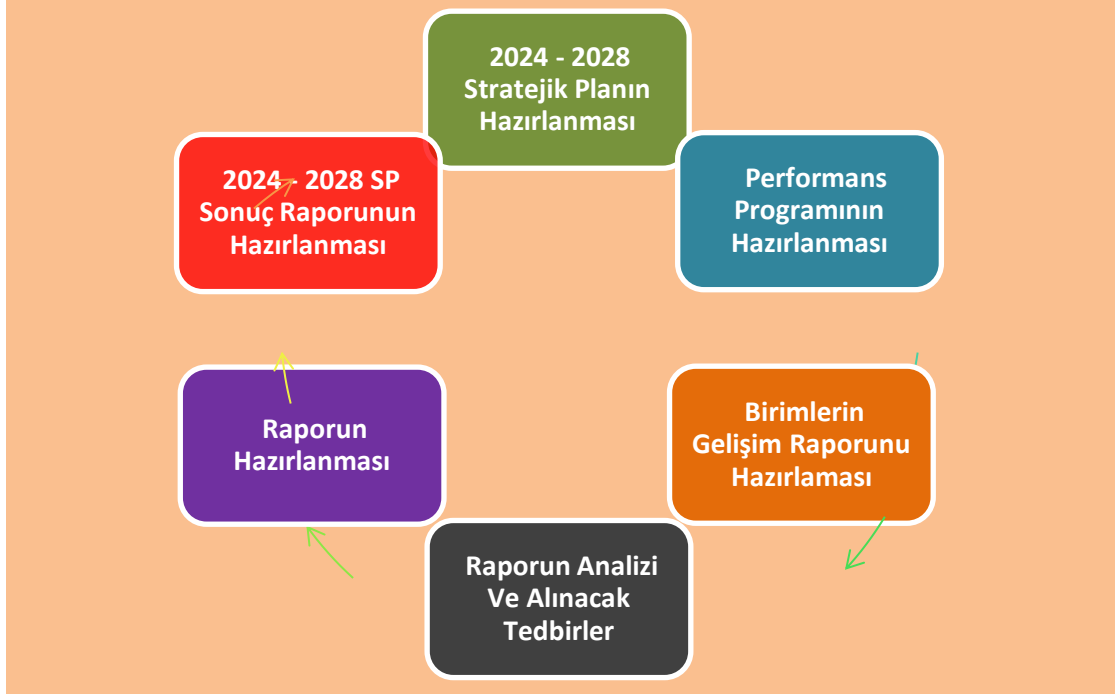 2024 - 2028
Stratejik Planın
Hazırlanması
Performans
Programının
Hazırlanması
Birimlerin
Gelişim Raporunu
Hazırlaması
Raporun Analizi
Ve Alınacak
Tedbirler
Raporun
Hazırlanması
2024 - 2028 SP
Sonuç Raporunun
Hazırlanması